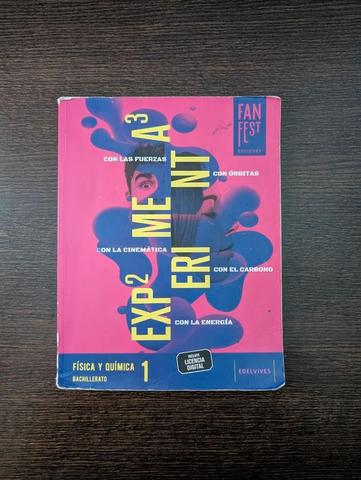 FAN
FEST
EDELVIVES
EXP² ERI ME NT A³
CON LAS FUERZAS
CON ÓRBITAS
CON LA CINEMÁTICA
CON EL CARBONO
CON LA ENERGÍA
INCLUYE
LICENCIA
DIGITAL
FÍSICA Y QUÍMICA 1
BACHILLERATO
EDELVIVES